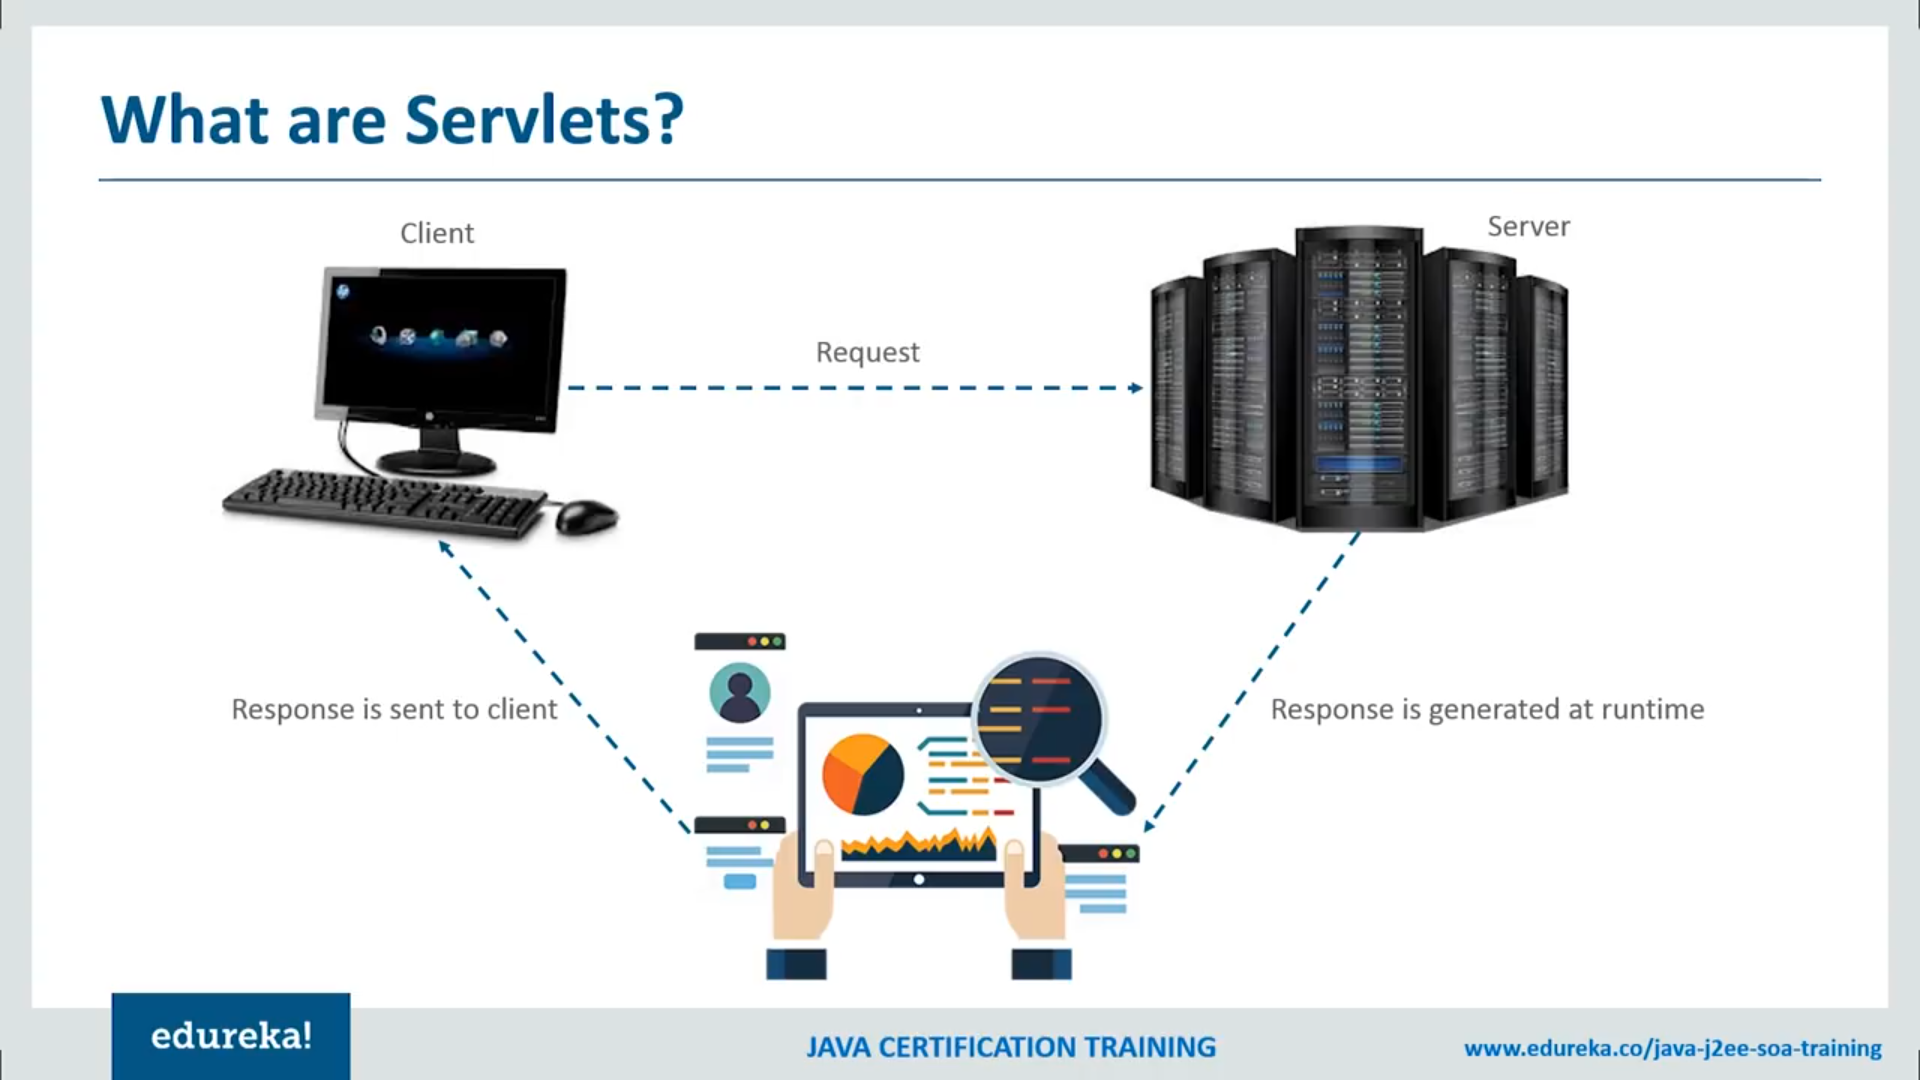 What are Servlets?
Client
Server
Request
Response is sent to client
Response is generated at runtime
edureka!
JAVA CERTIFICATION TRAINING
www.edureka.co/java-j2ee-soa-training